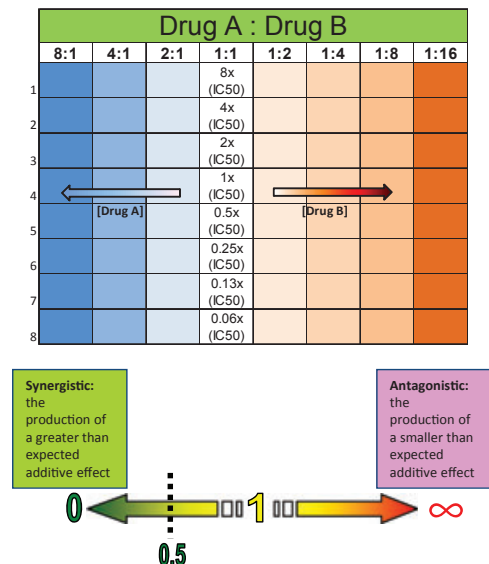 Drug A : Drug B
8:1 4:1 2:1 1:1 1:2 1:4 1:8 1:16
8x
1 (IC50)
4x
2 (IC50)
2x
3 (IC50)
1x
4 (IC50)
[Drug A] 0.5x [Drug B]
5 (IC50)
0.25x
6 (IC50)
0.13x
7 (IC50)
0.06x
8 (IC50)
Synergistic:
the
production of
a greater than
expected
additive effect
Antagonistic:
the
production of
a smaller than
expected
additive effect
0 1 ∞
0.5